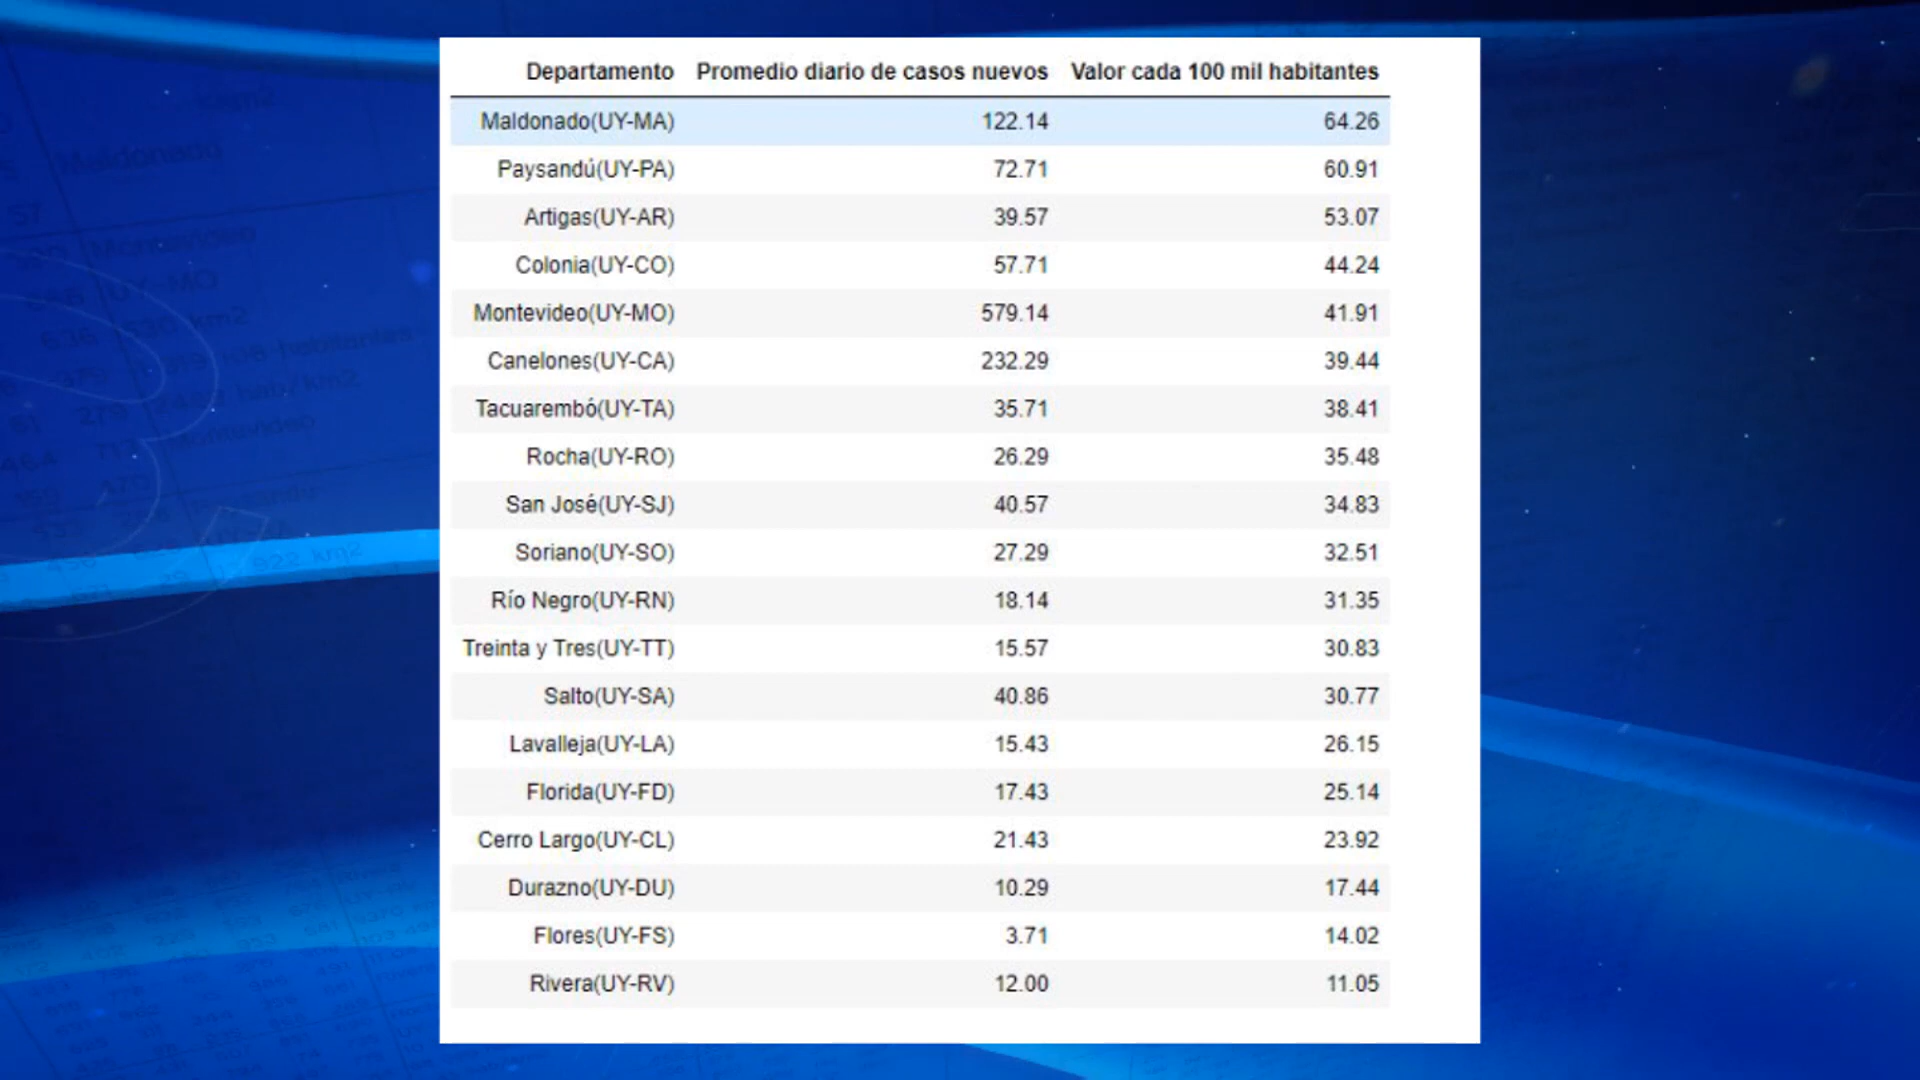 Departamento Promedio diario de casos nuevos Valor cada 100 mil habitantes
Maldonado(UY-MA) 122.14 64.26
Paysandú(UY-PA) 72.71 60.91
Artigas(UY-AR) 39.57 53.07
Colonia(UY-CO) 57.71 44.24
Montevideo(UY-MO) 579.14 41.91
Canelones(UY-CA) 232.29 39.44
Tacuarembó(UY-TA) 35.71 38.41
Rocha(UY-RO) 26.29 35.48
San José(UY-SJ) 40.57 34.83
Soriano(UY-SO) 27.29 32.51
Río Negro(UY-RN) 18.14 31.35
Treinta y Tres(UY-TT) 15.57 30.83
Salto(UY-SA) 40.86 30.77
Lavalleja(UY-LA) 15.43 26.15
Florida(UY-FD) 17.43 25.14
Cerro Largo(UY-CL) 21.43 23.92
Durazno(UY-DU) 10.29 17.44
Flores(UY-FS) 3.71 14.02
Rivera(UY-RV) 12.00 11.05